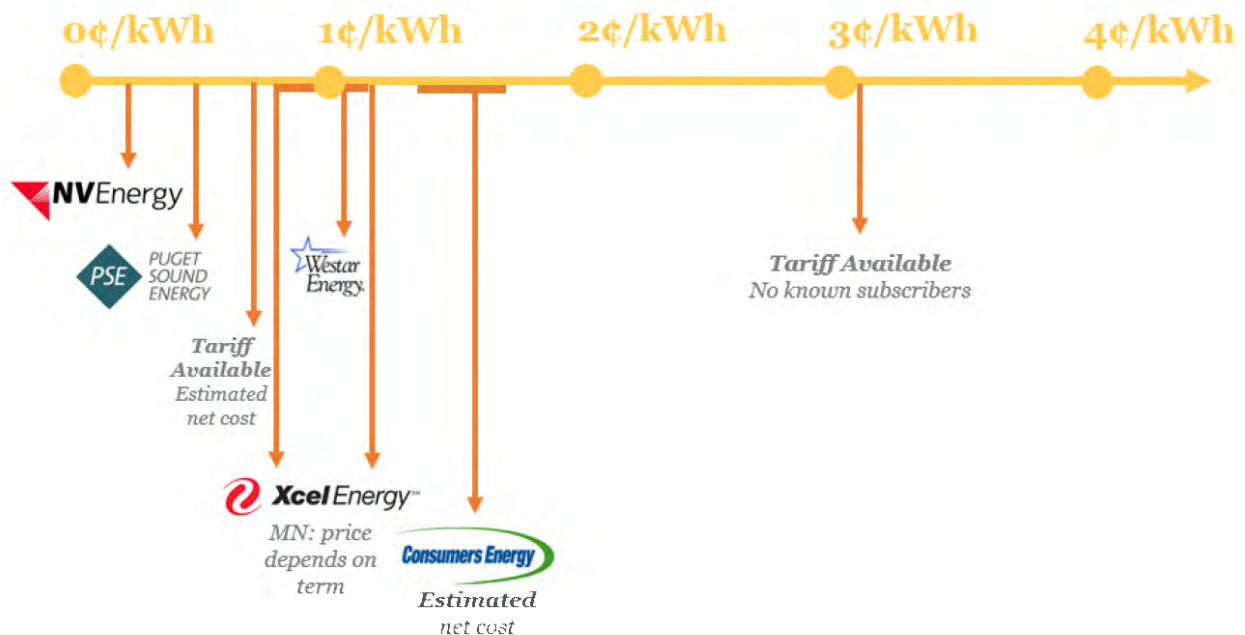 0¢/kWh
1¢/kWh
2¢/kWh
3¢/kWh
4¢/kWh
NVEnergy
PSE
PUGET
SOUND
ENERGY
Westar
Energy.
Tariff Available
No known subscribers
Tariff
Available
Estimated
net cost
Xcel Energy™
MN: price
depends on
term
Consumers Energy
Estimated
net cost